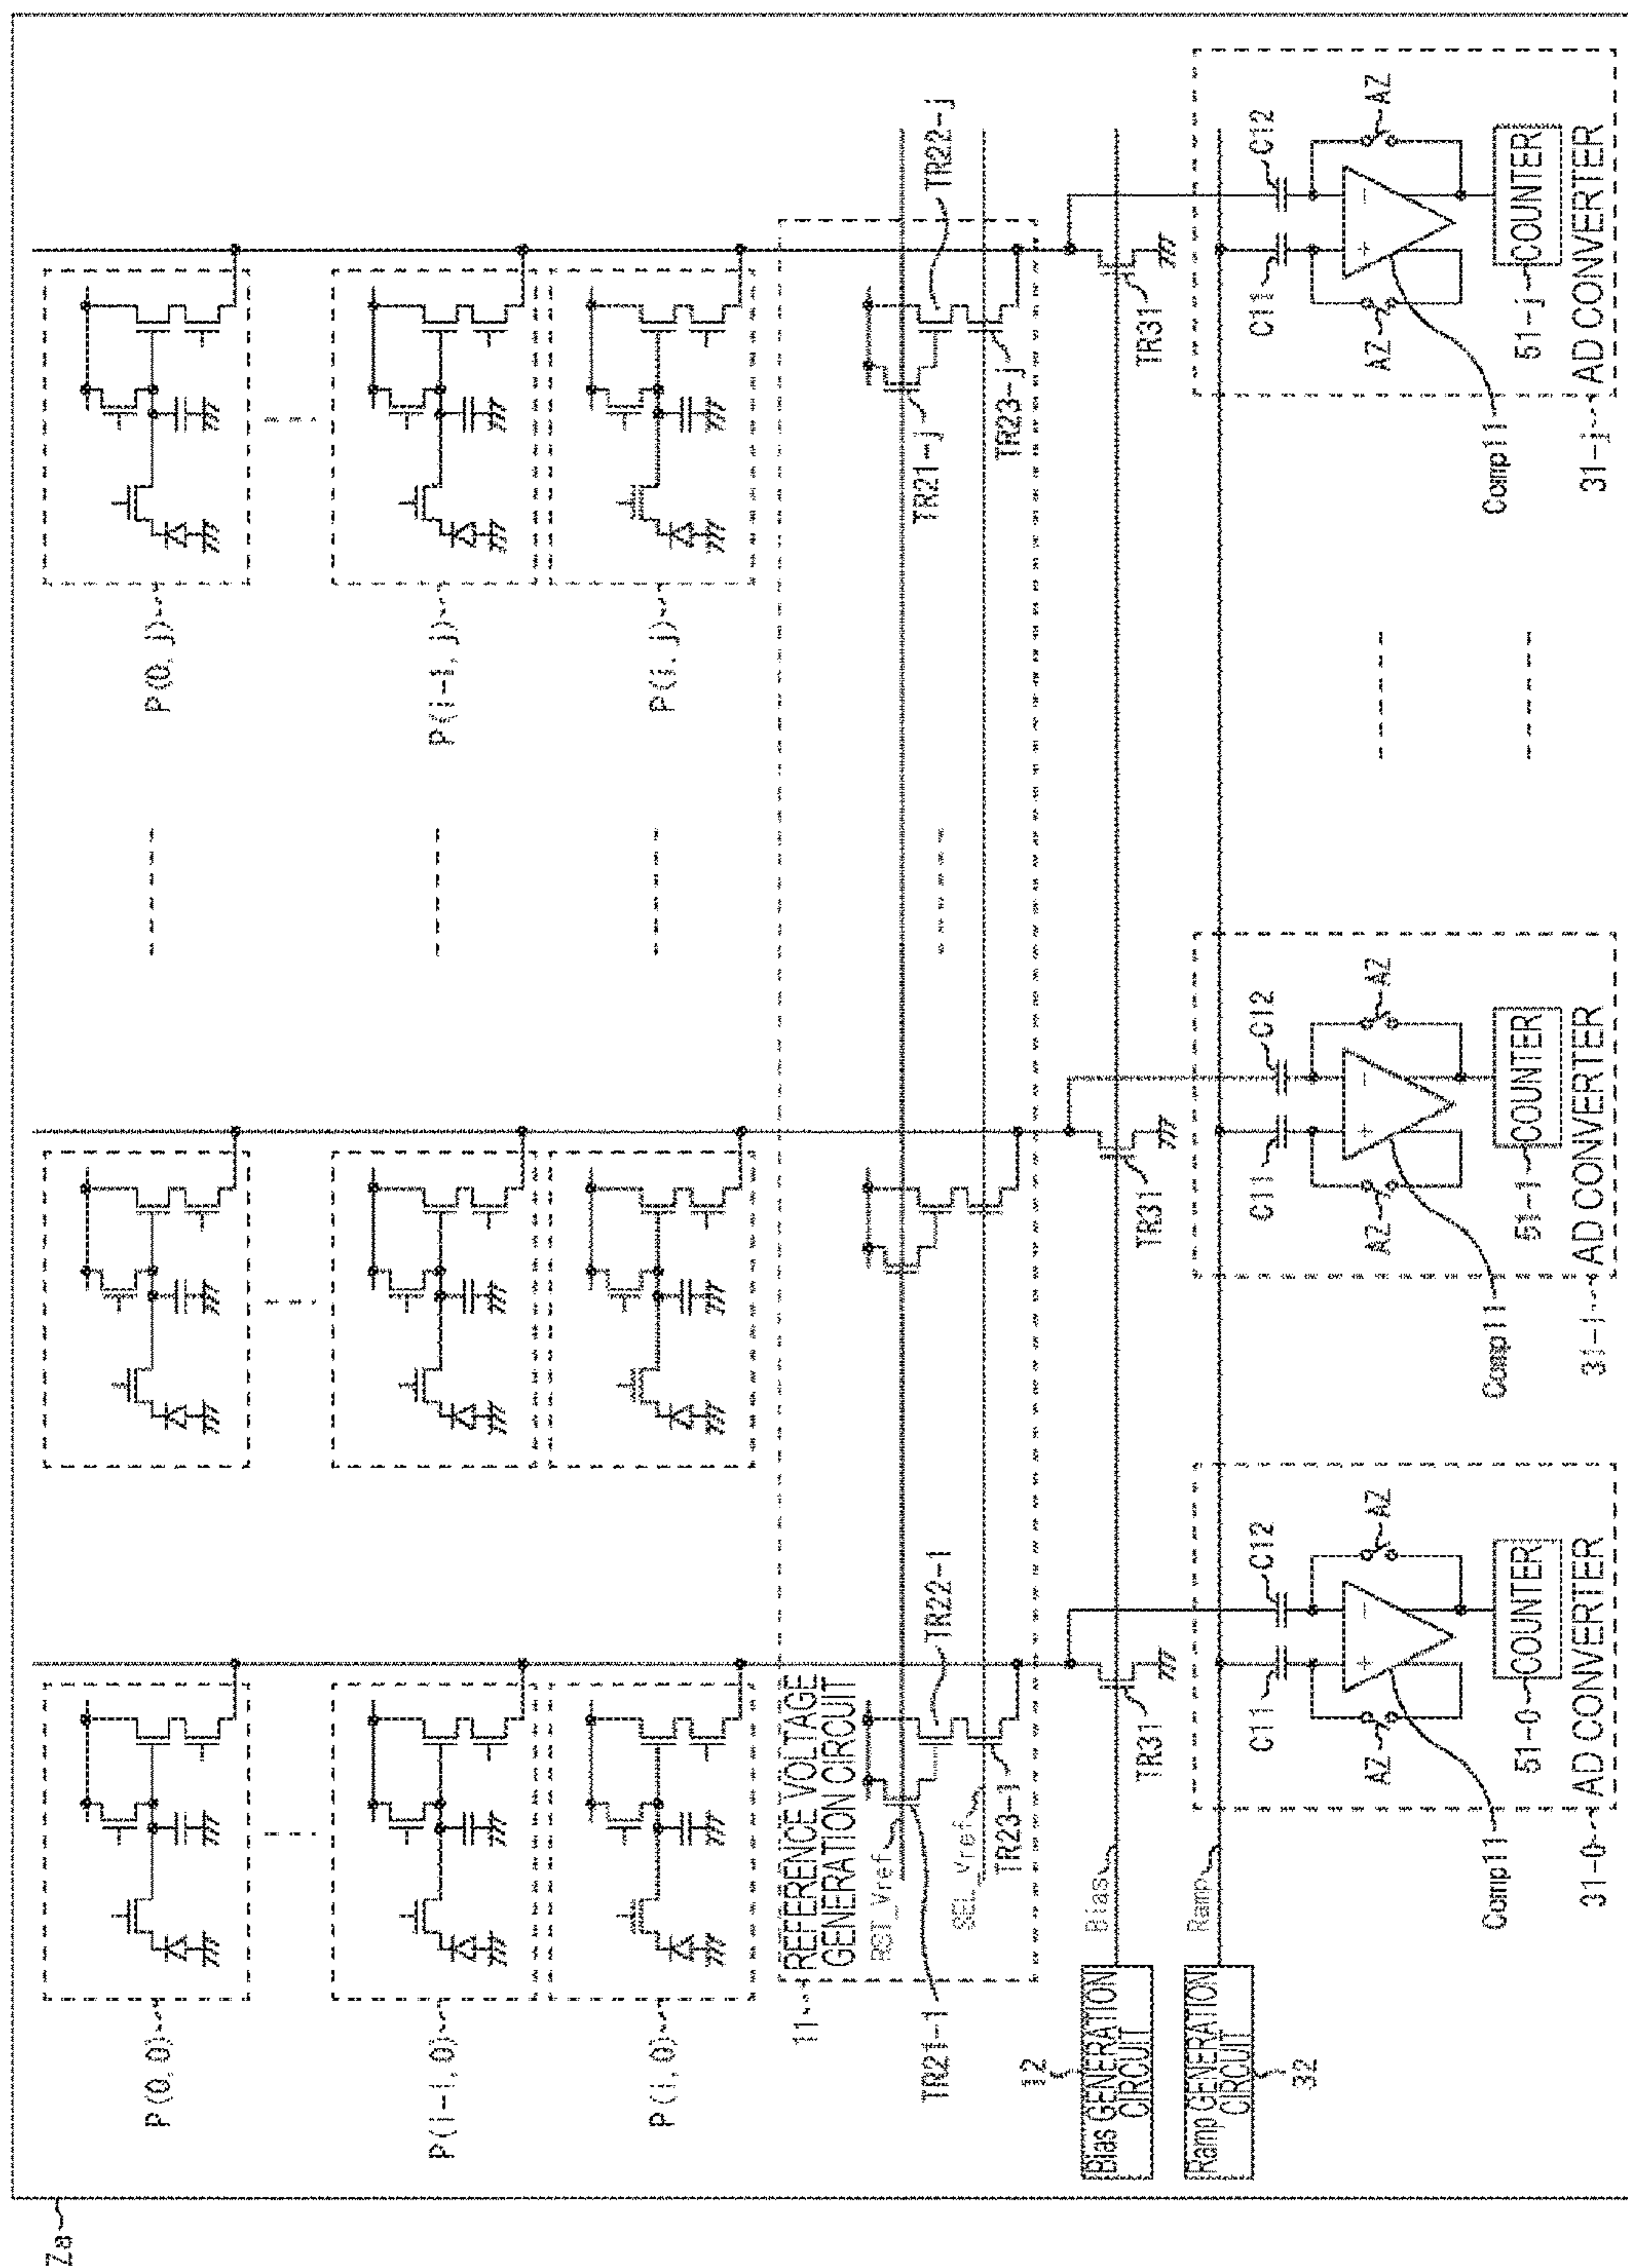 Za
P(0, 0)
P(i-1, 0)
P(i, 0)
P(0, j)
P(i-1, j)
P(i, j)
11
REFERENCE VOLTAGE
GENERATION CIRCUIT
RST_Vref
SEL_Vref
TR21-1
TR22-1
TR23-1
TR21-j
TR22-j
TR23-j
12
Bias GENERATION
CIRCUIT
Bias
TR31
TR31
TR31
Ramp GENERATION
CIRCUIT
32
Ramp
C11
C12
AZ
AZ
+
-
Comp11
51-0
COUNTER
31-0
AD CONVERTER
C11
C12
AZ
AZ
+
-
Comp11
51-1
COUNTER
31-1
AD CONVERTER
C11
C12
AZ
AZ
+
-
Comp11
51-j
COUNTER
31-j
AD CONVERTER